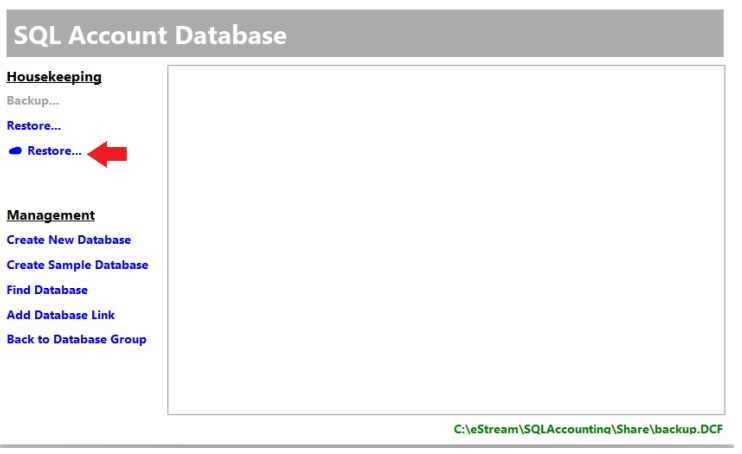 SQL Account Database
Housekeeping
Backup...
Restore...
Restore...
Management
Create New Database
Create Sample Database
Find Database
Add Database Link
Back to Database Group
C:\eStream\SQLAccounting\Share\backup.DCF